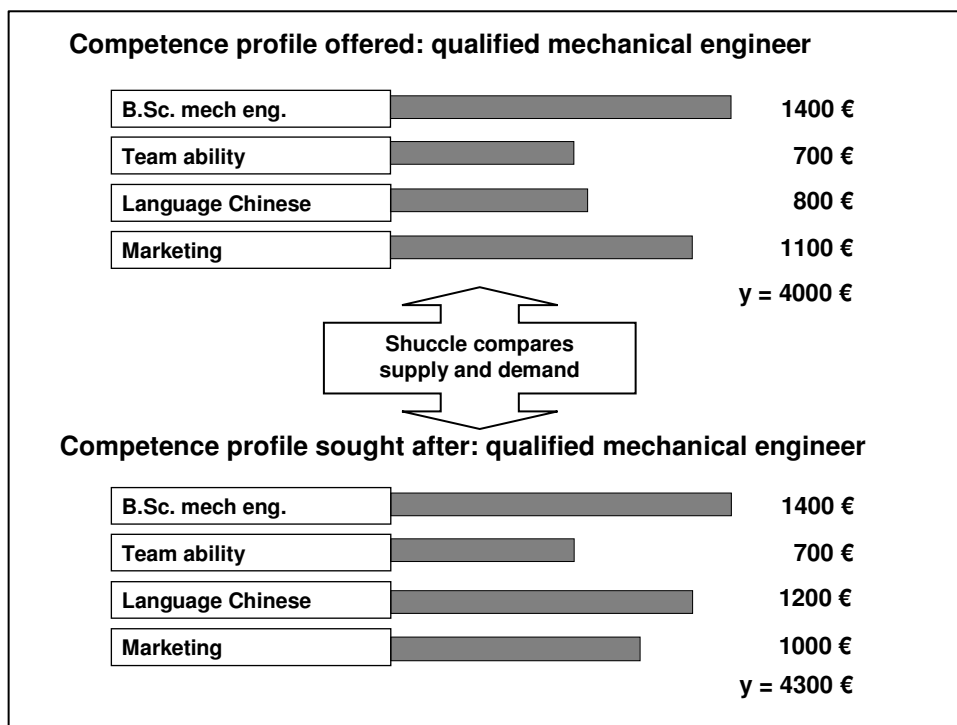 Competence profile offered: qualified mechanical engineer
B.Sc. mech eng. 1400 €
Team ability 700 €
Language Chinese 800 €
Marketing 1100 €
y = 4000 €
Shuccle compares
supply and demand
Competence profile sought after: qualified mechanical engineer
B.Sc. mech eng. 1400 €
Team ability 700 €
Language Chinese 1200 €
Marketing 1000 €
y = 4300 €